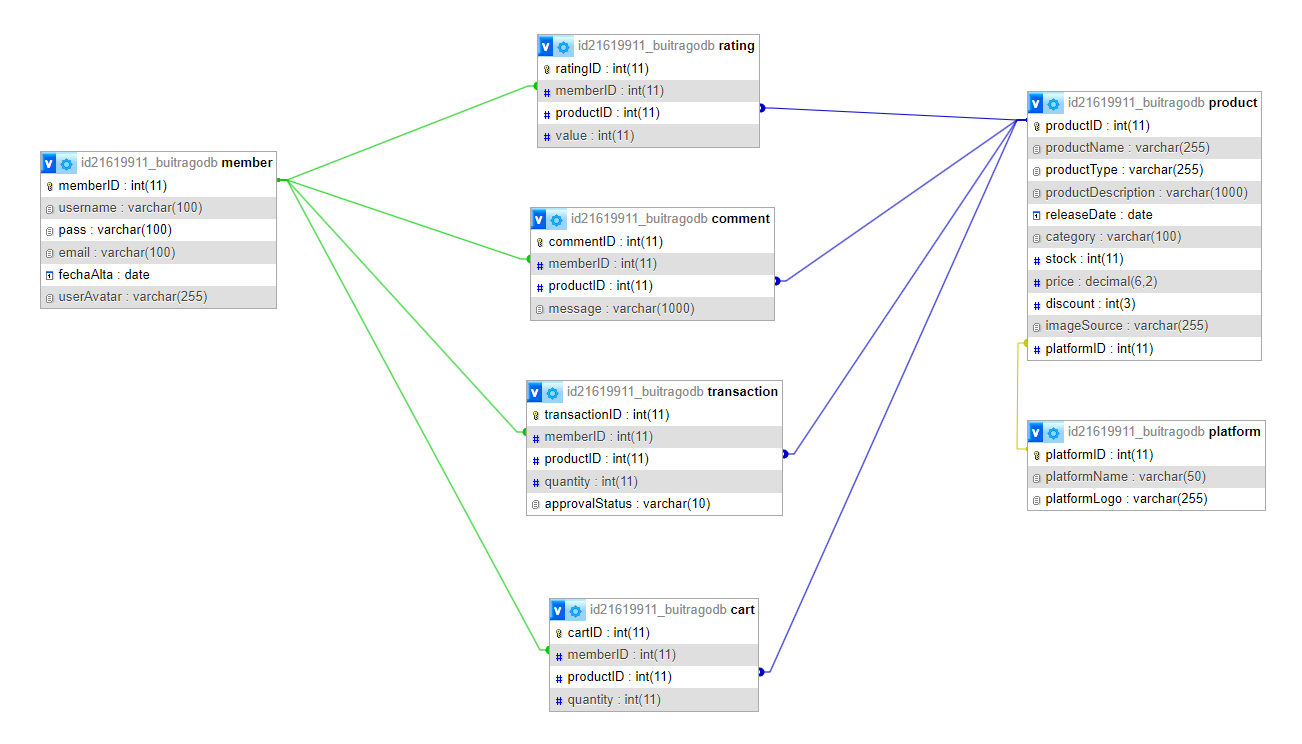 id21619911_buitragodb member
memberID : int(11)
username : varchar(100)
pass : varchar(100)
email : varchar(100)
fechaAlta : date
userAvatar : varchar(255)
id21619911_buitragodb rating
ratingID : int(11)
memberID : int(11)
productID : int(11)
value : int(11)
id21619911_buitragodb comment
commentID : int(11)
memberID : int(11)
productID : int(11)
message : varchar(1000)
id21619911_buitragodb transaction
transactionID : int(11)
memberID : int(11)
productID : int(11)
quantity : int(11)
approvalStatus : varchar(10)
id21619911_buitragodb cart
cartID : int(11)
memberID : int(11)
productID : int(11)
quantity : int(11)
id21619911_buitragodb product
productID : int(11)
productName : varchar(255)
productType : varchar(255)
productDescription : varchar(1000)
releaseDate : date
category : varchar(100)
stock : int(11)
price : decimal(6,2)
discount : int(3)
imageSource : varchar(255)
platformID : int(11)
id21619911_buitragodb platform
platformID : int(11)
platformName : varchar(50)
platformLogo : varchar(255)